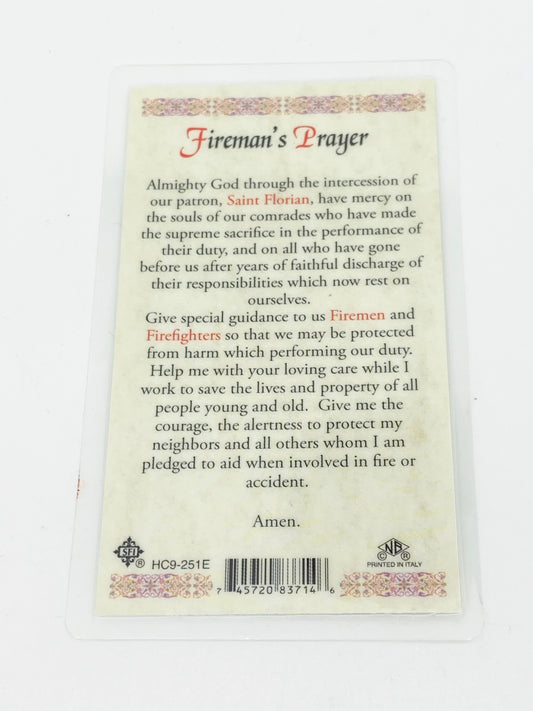 Fireman's Prayer
Almighty God through the intercession of
our patron, Saint Florian, have mercy on
the souls of our comrades who have made
the supreme sacrifice in the performance of
their duty, and on all who have gone
before us after years of faithful discharge of
their responsibilities which now rest on
ourselves.
Give special guidance to us Firemen and
Firefighters so that we may be protected
from harm which performing our duty.
Help me with your loving care while I
work to save the lives and property of all
people young and old. Give me the
courage, the alertness to protect my
neighbors and all others whom I am
pledged to aid when involved in fire or
accident.
Amen.
SFI ® HC9-251E
7 45720 83714 6
C NB R
PRINTED IN ITALY